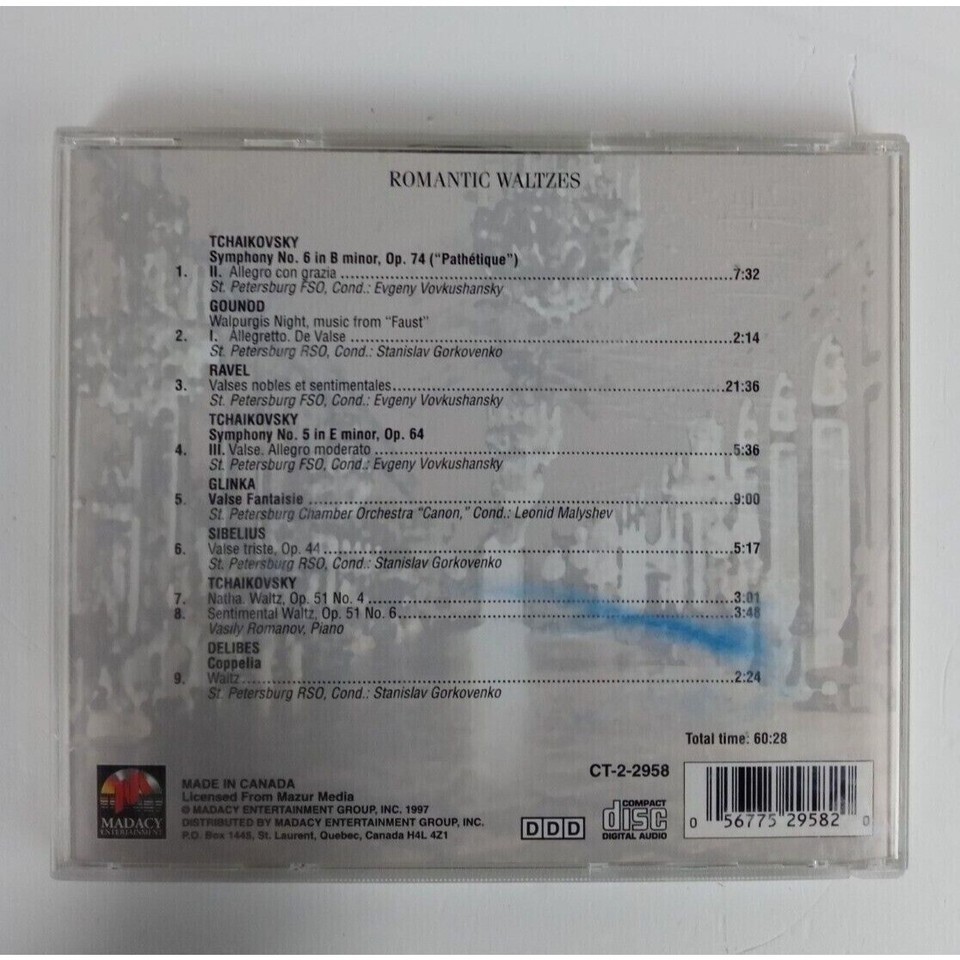 ROMANTIC WALTZES
TCHAIKOVSKY
Symphony No. 6 in B minor, Op. 74 ("Pathétique")
1. II. Allegro con grazia ........ 7:32
St. Petersburg FSO, Cond.: Evgeny Vovkushansky
GOUNOD
Walpurgis Night, music from "Faust"
2. I. Allegretto. De Valse ........ 2:14
St. Petersburg RSO, Cond.: Stanislav Gorkovenko
RAVEL
3. Valses nobles et sentimentales ........ 21:36
St. Petersburg FSO, Cond.: Evgeny Vovkushansky
TCHAIKOVSKY
Symphony No. 5 in E minor, Op. 64
4. III. Valse. Allegro moderato ........ 5:36
St. Petersburg FSO, Cond.: Evgeny Vovkushansky
GLINKA
5. Valse Fantaisie ........ 9:00
St. Petersburg Chamber Orchestra "Canon," Cond.: Leonid Malyshev
SIBELIUS
6. Valse triste, Op. 44 ........ 5:17
St. Petersburg RSO, Cond.: Stanislav Gorkovenko
TCHAIKOVSKY
7. Natha. Waltz, Op. 51 No. 4 ........ 3:01
8. Sentimental Waltz, Op. 51 No. 6 ........ 3:48
Vasily Romanov, Piano
DELIBES
Coppelia
9. Waltz ........ 2:24
St. Petersburg RSO, Cond.: Stanislav Gorkovenko
Total time: 60:28
CT-2-2958
MADACY
ENTERTAINMENT
MADE IN CANADA
Licensed From Mazur Media
℗ MADACY ENTERTAINMENT GROUP, INC. 1997
DISTRIBUTED BY MADACY ENTERTAINMENT GROUP, INC.
P.O. Box 1445, St. Laurent, Quebec, Canada H4L 4Z1
DDD
COMPACT
disc
DIGITAL AUDIO
0 56775 29582 0